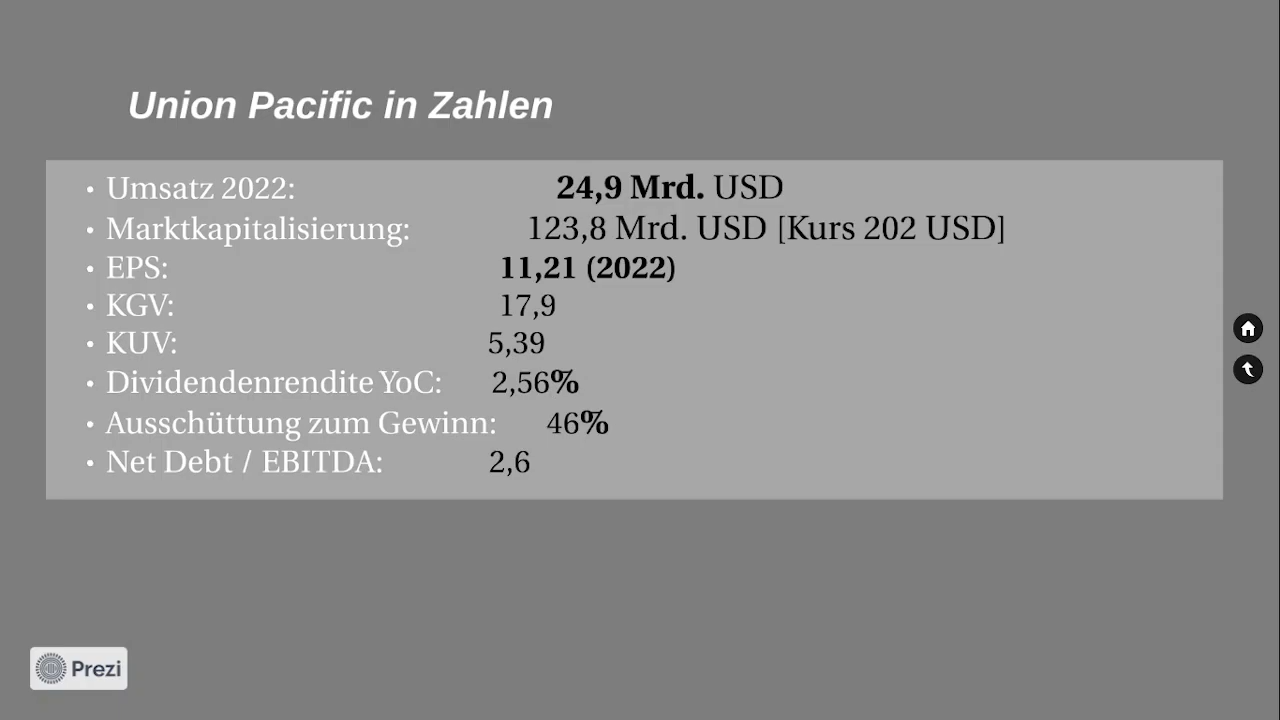 Union Pacific in Zahlen
• Umsatz 2022: 24,9 Mrd. USD
• Marktkapitalisierung: 123,8 Mrd. USD [Kurs 202 USD]
• EPS: 11,21 (2022)
• KGV: 17,9
• KUV: 5,39
• Dividendenrendite YoC: 2,56%
• Ausschüttung zum Gewinn: 46%
• Net Debt / EBITDA: 2,6
Prezi